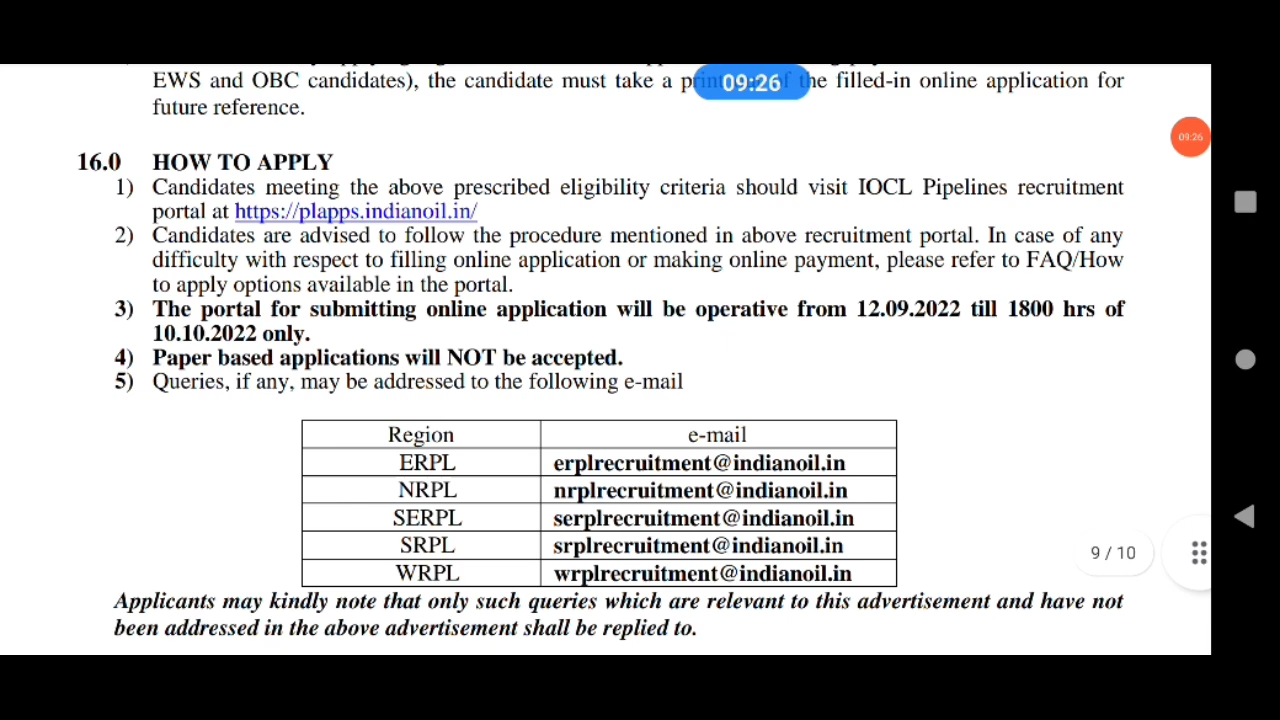 EWS and OBC candidates), the candidate must take a the filled-in online application for
09:26
future reference.
09:26
16.0 HOW TO APPLY
1) Candidates meeting the above prescribed eligibility criteria should visit IOCL Pipelines recruitment
portal at https://plapps.indianoil.in/
2) Candidates are advised to follow the procedure mentioned in above recruitment portal. In case of any
difficulty with respect to filling online application or making online payment, please refer to FAQ/How
to apply options available in the portal.
3) The portal for submitting online application will be operative from 12.09.2022 till 1800 hrs of
10.10.2022 only.
4) Paper based applications will NOT be accepted.
5) Queries, if any, may be addressed to the following e-mail
Region e-mail
ERPL erplrecruitment@indianoil.in
NRPL nrplrecruitment@indianoil.in
SERPL serplrecruitment@indianoil.in
SRPL srplrecruitment@indianoil.in
WRPL wrplrecruitment@indianoil.in
9 / 10
Applicants may kindly note that only such queries which are relevant to this advertisement and have not
been addressed in the above advertisement shall be replied to.